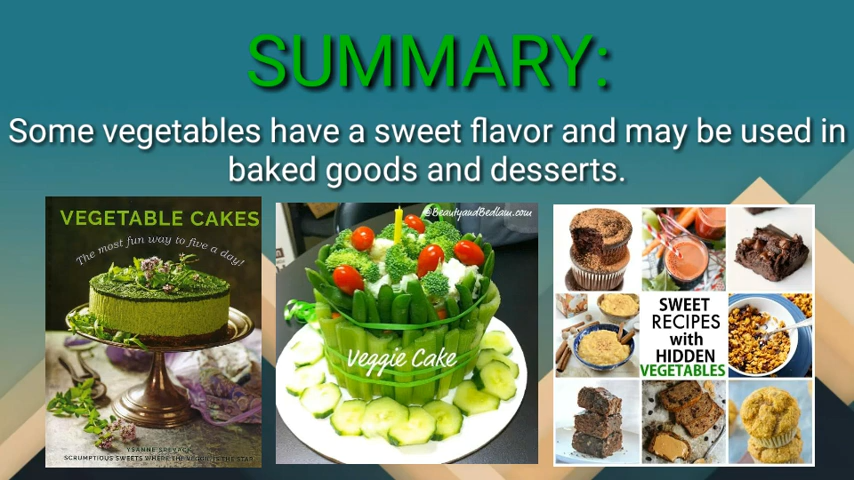 SUMMARY:
Some vegetables have a sweet flavor and may be used in
baked goods and desserts.
VEGETABLE CAKES
The most fun way to five a day!
SCRUMPTIOUS SWEETS WHERE THE VEGGIE IS THE STAR
@BeautyandBedlam.com
Veggie Cake
SWEET
RECIPES
with
HIDDEN
VEGETABLES